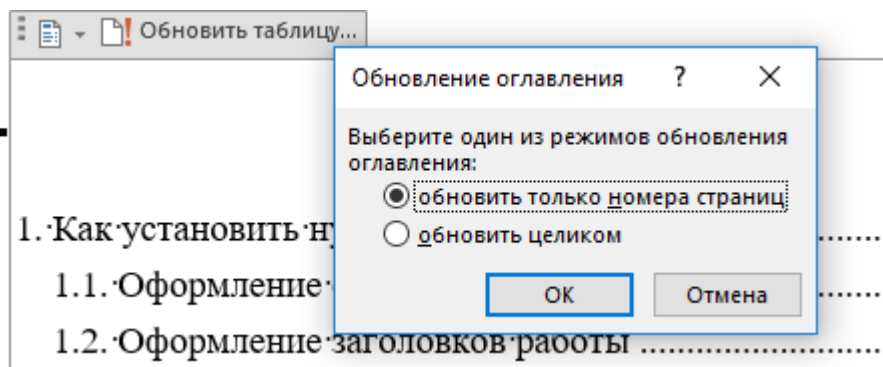 Обновить таблицу...
Обновление оглавления ? ×
Выберите один из режимов обновления
оглавления:
обновить только номера страниц
обновить целиком
ОК Отмена
1. Как установить
1.1. Оформление
1.2. Оформление заголовков работы ........................